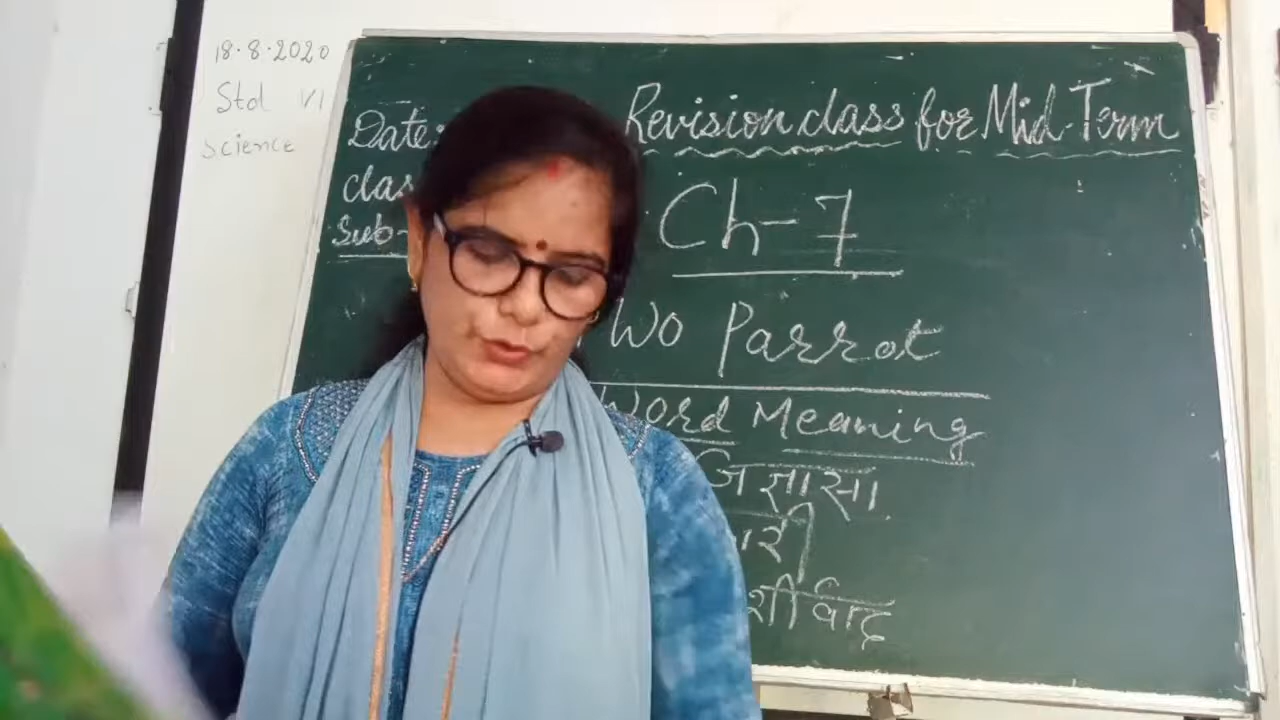 18.8.2020
Std VI
science
Date:
Revision class for Mid-Term
clas
Sub-
Ch-7
wo Parrot
Word Meaning
जिज्ञासा
ारी
शीर्वाद